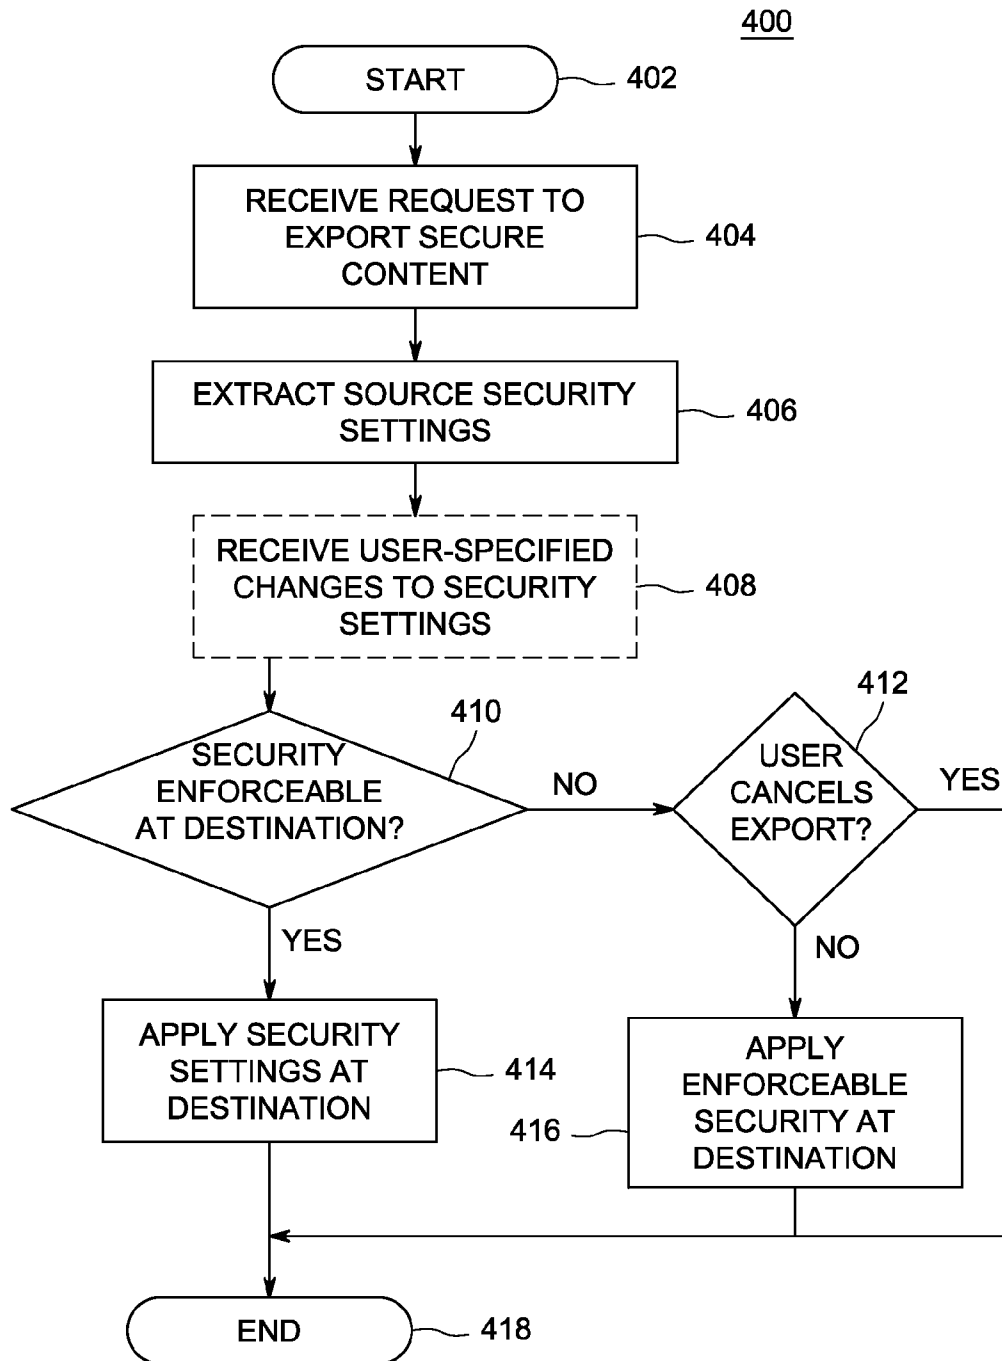 400
START
402
RECEIVE REQUEST TO
EXPORT SECURE
CONTENT
404
EXTRACT SOURCE SECURITY
SETTINGS
406
RECEIVE USER-SPECIFIED
CHANGES TO SECURITY
SETTINGS
408
SECURITY
ENFORCEABLE
AT DESTINATION?
410
NO
USER
CANCELS
EXPORT?
412
YES
YES
NO
APPLY SECURITY
SETTINGS AT
DESTINATION
414
APPLY
ENFORCEABLE
SECURITY AT
DESTINATION
416
END
418